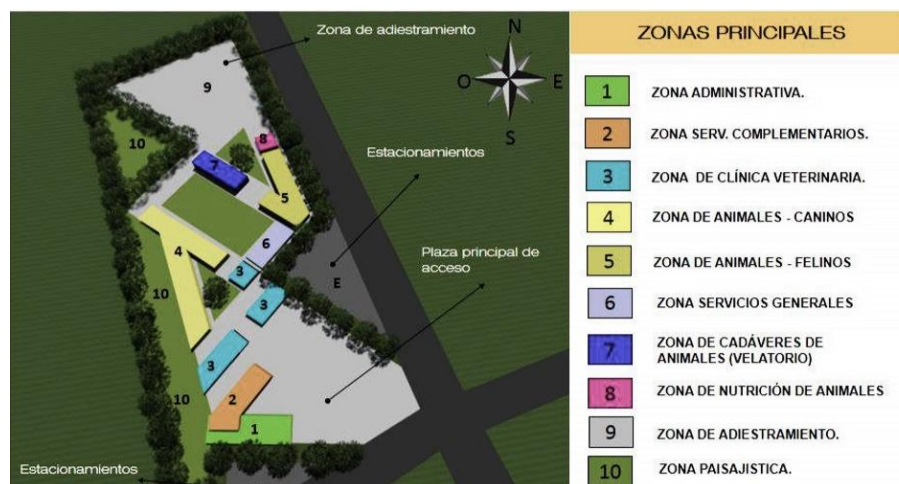 Zona de adiestramiento
N
O
E
S
9
10
8
7
Estacionamientos
5
6
4
Plaza principal de
acceso
3
E
10
3
3
10
2
1
Estacionamientos
ZONAS PRINCIPALES
1 ZONA ADMINISTRATIVA.
2 ZONA SERV. COMPLEMENTARIOS.
3 ZONA DE CLÍNICA VETERINARIA.
4 ZONA DE ANIMALES - CANINOS
5 ZONA DE ANIMALES - FELINOS
6 ZONA SERVICIOS GENERALES
7 ZONA DE CADÁVERES DE
ANIMALES (VELATORIO)
8 ZONA DE NUTRICIÓN DE ANIMALES
9 ZONA DE ADIESTRAMIENTO.
10 ZONA PAISAJISTICA.